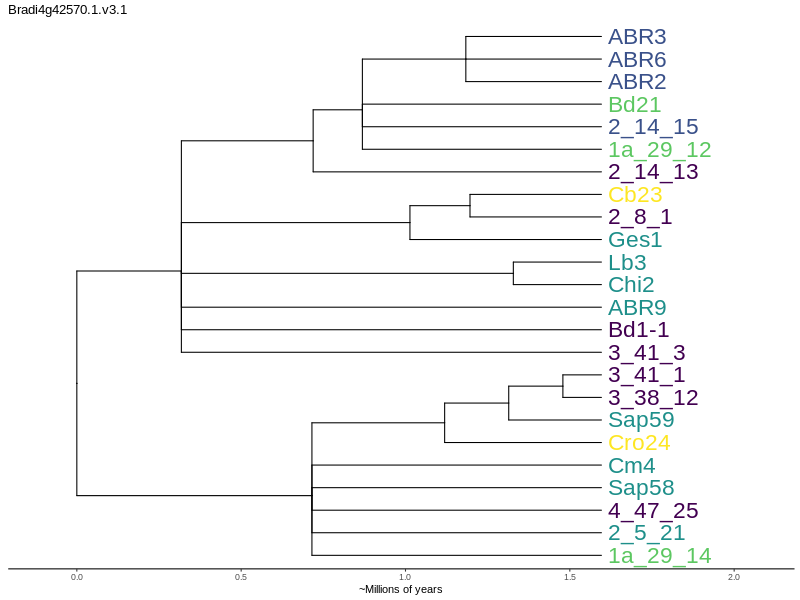 Bradi4g42570.1.v3.1
ABR3
ABR6
ABR2
Bd21
2_14_15
1a_29_12
2_14_13
Cb23
2_8_1
Ges1
Lb3
Chi2
ABR9
Bd1-1
3_41_3
3_41_1
3_38_12
Sap59
Cro24
Cm4
Sap58
4_47_25
2_5_21
1a_29_14
0.0 0.5 1.0 1.5 2.0
~Millions of years